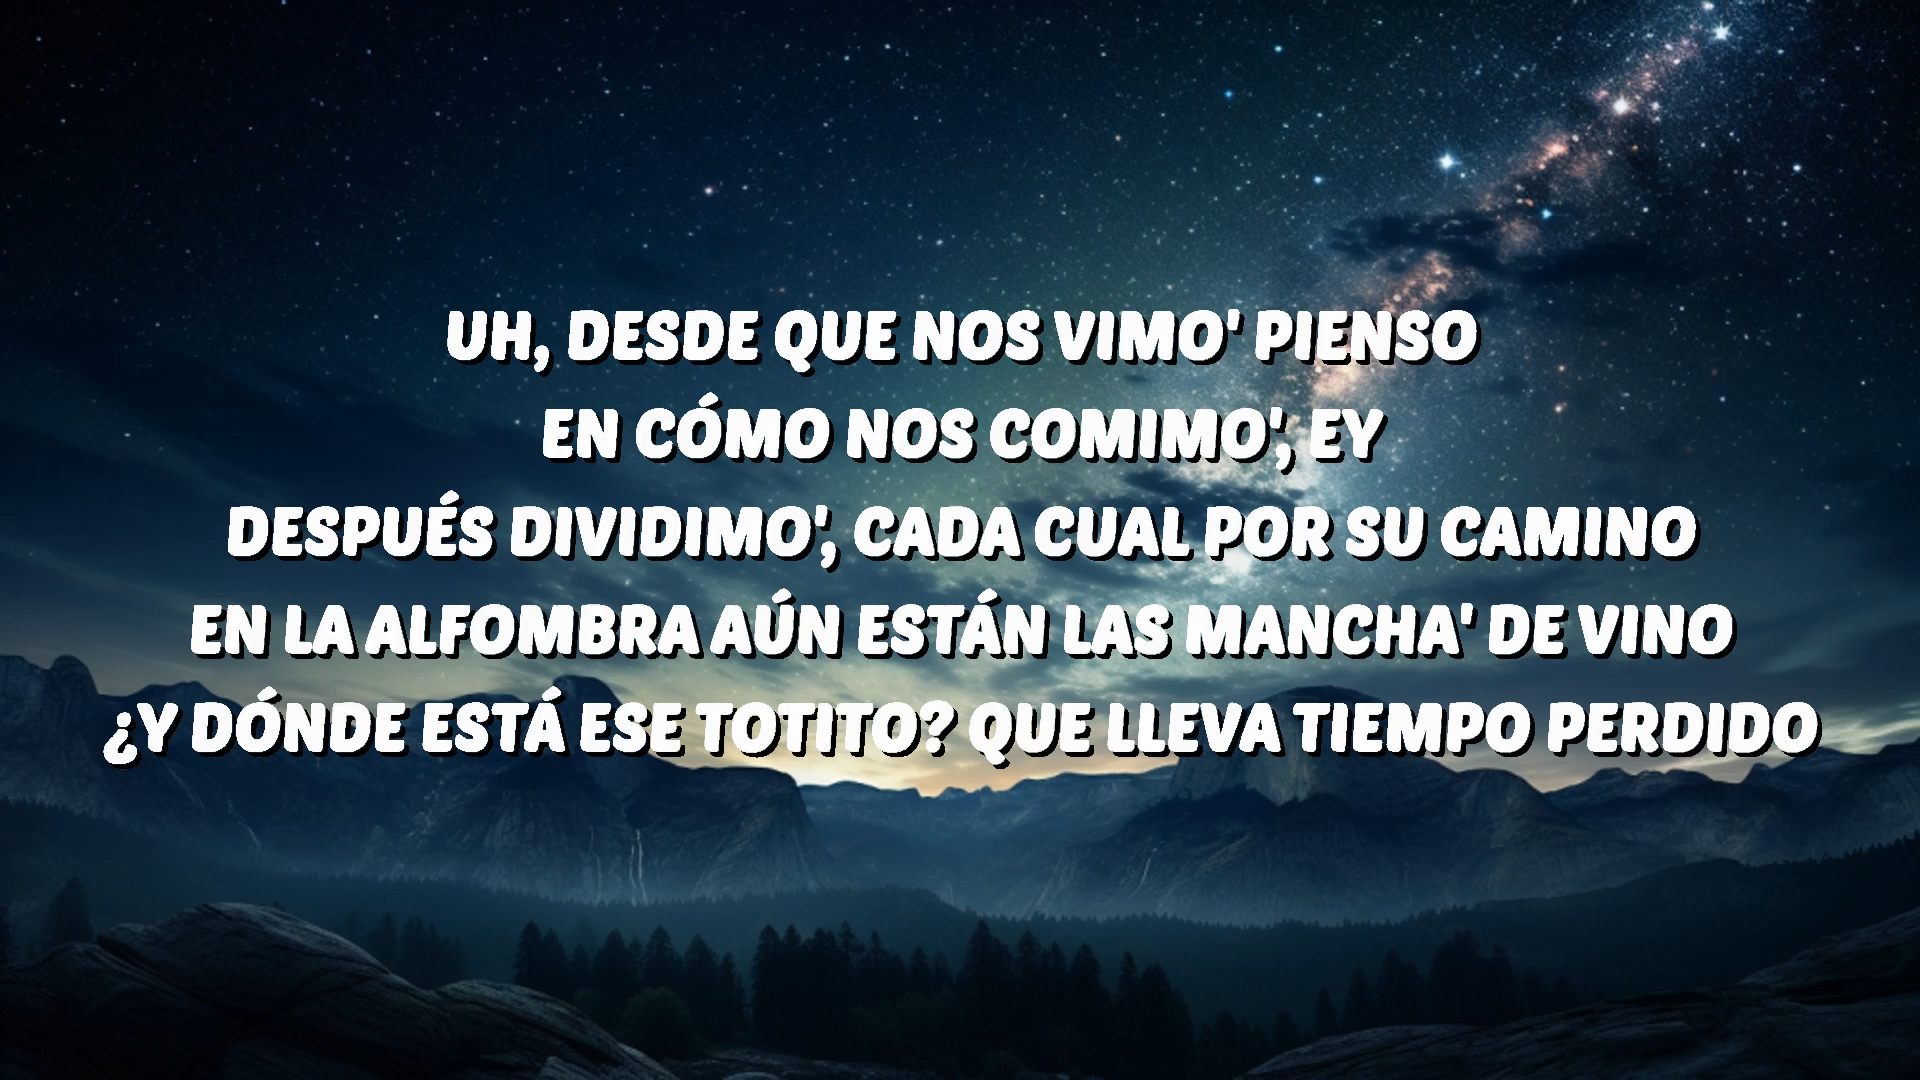 UH, DESDE QUE NOS VIMO' PIENSO
EN CÓMO NOS COMIMO', EY
DESPUÉS DIVIDIMO', CADA CUAL POR SU CAMINO
EN LA ALFOMBRA AÚN ESTÁN LAS MANCHA' DE VINO
¿Y DÓNDE ESTÁ ESE TOTITO? QUE LLEVA TIEMPO PERDIDO